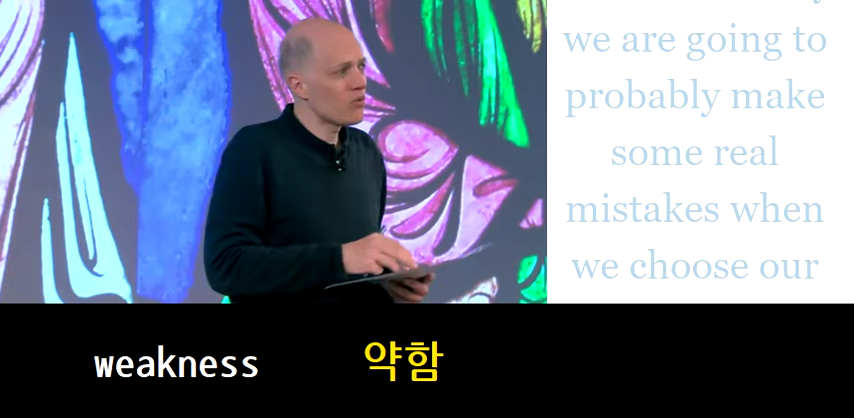 we are going to
probably make
some real
mistakes when
we choose our
weakness 약함